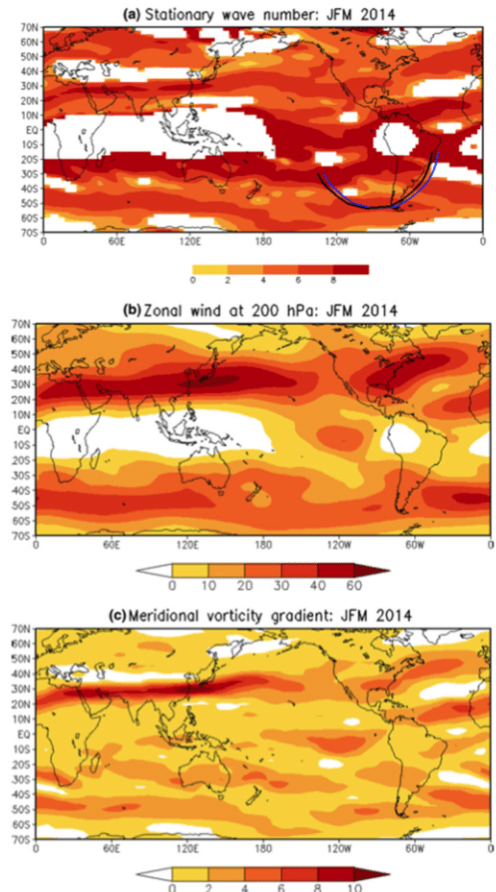 (a) Stationary wave number: JFM 2014
70N
60N
50N
40N
30N
20N
10N
EQ
10S
20S
30S
40S
50S
60S
70S
0 60E 120E 180 120W 60W 0
0 2 4 6 8
(b) Zonal wind at 200 hPa: JFM 2014
70N
60N
50N
40N
30N
20N
10N
EQ
10S
20S
30S
40S
50S
60S
70S
0 60E 120E 180 120W 60W 0
0 10 20 30 40 60
(c) Meridional vorticity gradient: JFM 2014
70N
60N
50N
40N
30N
20N
10N
EQ
10S
20S
30S
40S
50S
60S
70S
0 60E 120E 180 120W 60W 0
0 2 4 6 8 10